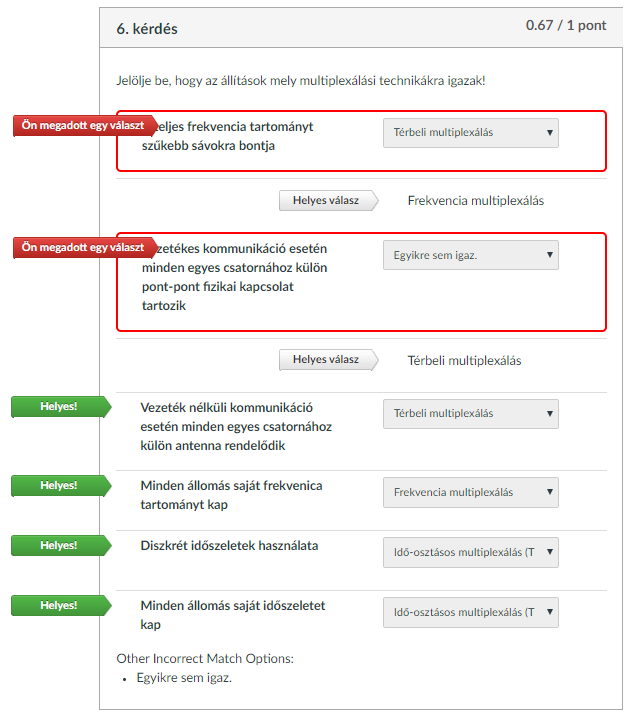 6. kérdés
0.67 / 1 pont
Jelölje be, hogy az állítások mely multiplexálási technikákra igazak!
Ön megadott egy választ
teljes frekvencia tartományt
szűkebb sávokra bontja
Térbeli multiplexálás
Helyes válasz
Frekvencia multiplexálás
Ön megadott egy választ
Vezetékes kommunikáció esetén
minden egyes csatornához külön
pont-pont fizikai kapcsolat
tartozik
Egyikre sem igaz.
Helyes válasz
Térbeli multiplexálás
Helyes!
Vezeték nélküli kommunikáció
esetén minden egyes csatornához
külön antenna rendelődik
Térbeli multiplexálás
Helyes!
Minden állomás saját frekvenica
tartományt kap
Frekvencia multiplexálás
Helyes!
Diszkrét időszeletek használata
Idő-osztásos multiplexálás (T
Helyes!
Minden állomás saját időszeletet
kap
Idő-osztásos multiplexálás (T
Other Incorrect Match Options:
• Egyikre sem igaz.